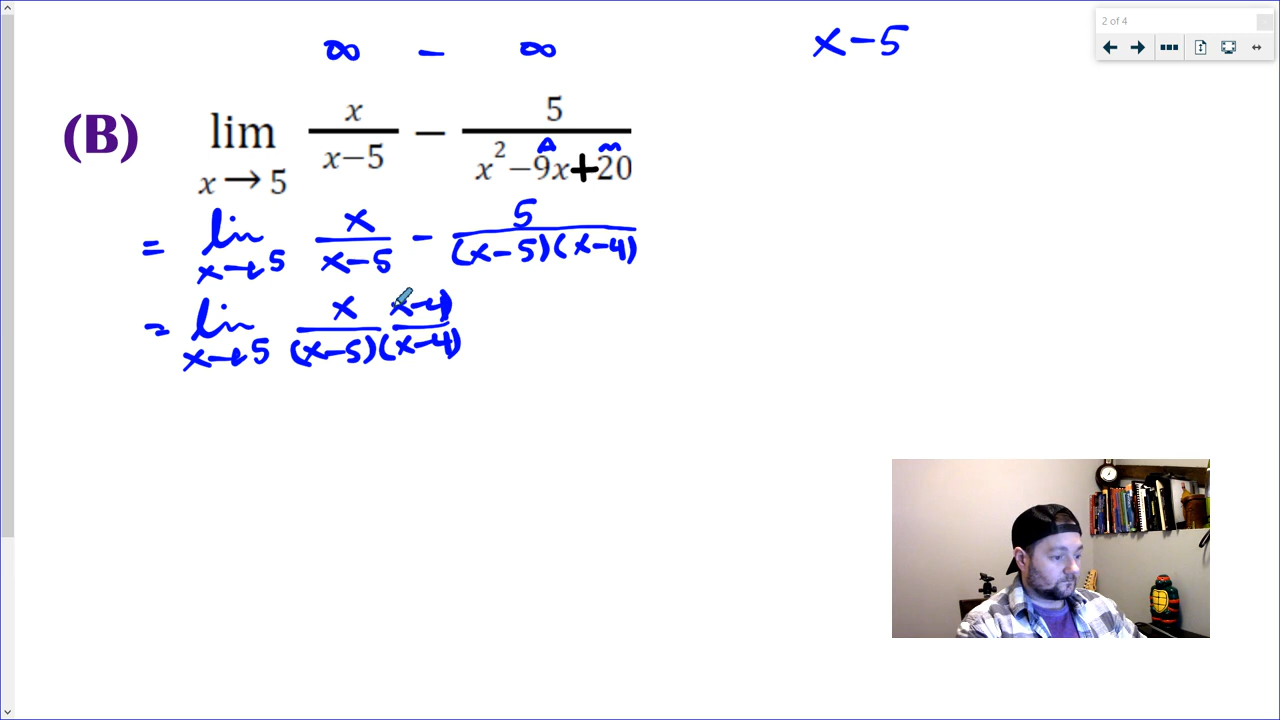 2 of 4
∞ − ∞ x−5
(B) lim x→5 x/(x−5) − 5/(x²−9x+20)
= lim x→5 x/(x−5) − 5/((x−5)(x−4))
= lim x→5 x/(x−5) (x−4)/(x−4)